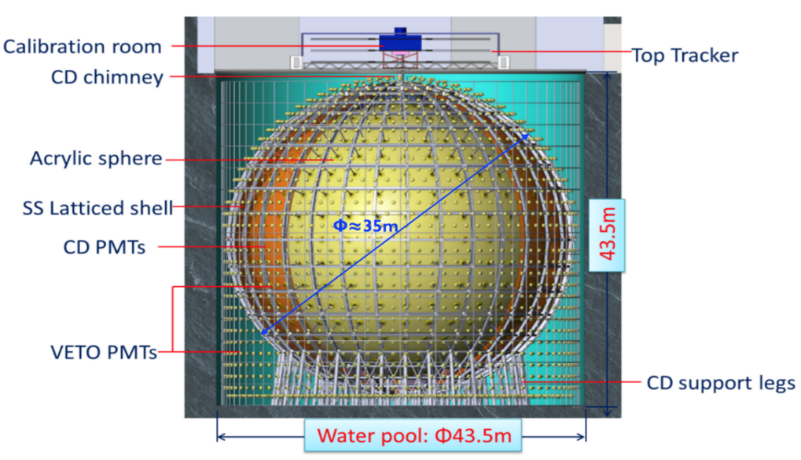 Calibration room
Top Tracker
CD chimney
Acrylic sphere
SS Latticed shell
Φ≈35m
CD PMTs
43.5m
VETO PMTs
CD support legs
Water pool: Φ43.5m